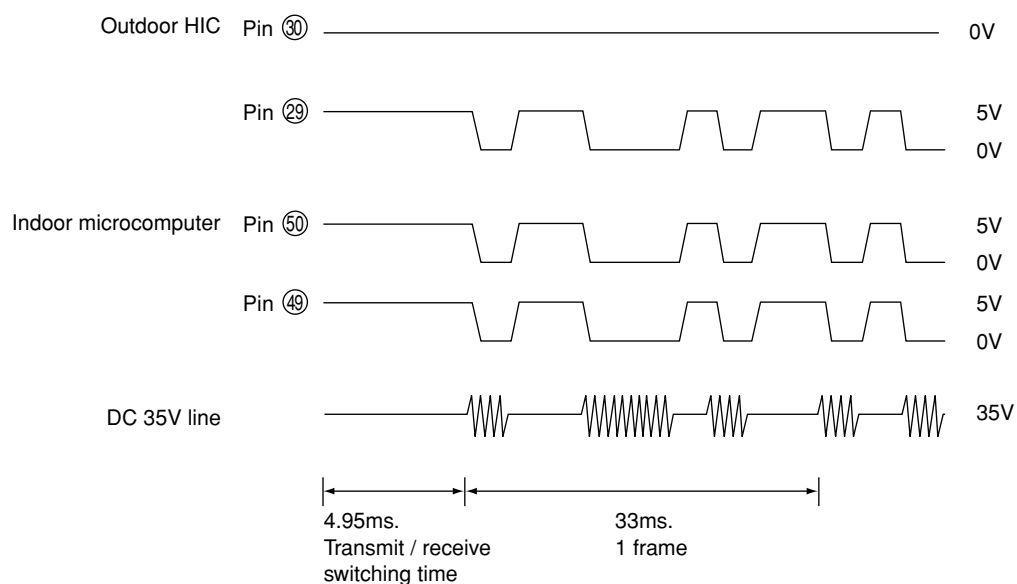 Outdoor HIC Pin ㉚ 0V
Pin ㉙ 5V
0V
Indoor microcomputer Pin ㊿ 5V
0V
Pin ㊾ 5V
0V
DC 35V line 35V
4.95ms. 33ms.
Transmit / receive 1 frame
switching time